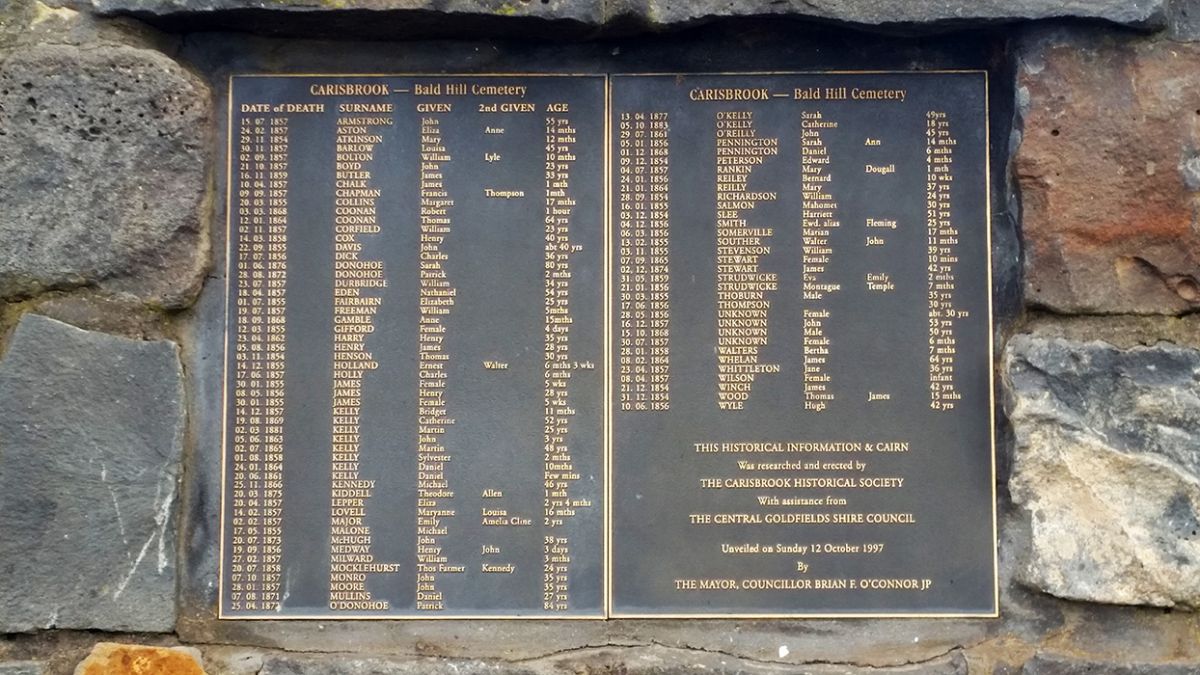 CARISBROOK — Bald Hill Cemetery
DATE of DEATH SURNAME GIVEN 2nd GIVEN AGE
15. 07 1857 ARMSTRONG John 55 yrs
24. 02 1857 ASTON Eliza Anne 14 mths
29. 11 1854 ATKINSON Mary 12 mths
30. 11 1857 BARLOW Louisa 45 yrs
02. 09 1857 BOLTON William Lyle 10 mths
21. 10 1857 BOYD John 23 yrs
16. 11 1859 BUTLER James 33 yrs
10. 04 1857 CHALK James 1 mth
09. 09 1857 CHAPMAN Francis Thompson 1mth
20. 03 1855 COLLINS Margaret 17 mths
03. 03 1868 COONAN Robert 1 hour
12. 01 1864 COONAN Thomas 64 yrs
02. 11 1857 CORFIELD William 23 yrs
14. 03 1858 COX Henry 40 yrs
22. 09 1855 DAVIS John abt 40 yrs
17. 07 1856 DICK Charles 36 yrs
01. 06 1876 DONOHOE Sarah 80 yrs
28. 08 1872 DONOHOE Patrick 2 mths
23. 07 1857 DURBRIDGE William 34 yrs
18. 04 1857 EDEN Nathaniel 54 yrs
01. 07 1855 FAIRBAIRN Elizabeth 25 yrs
19. 07 1857 FREEMAN William 5mths
18. 09 1868 GAMBLE Anne 15mths
12. 03 1855 GIFFORD Female 4 days
23. 04 1862 HARRY Henry 35 yrs
05. 08 1856 HENRY James 28 yrs
03. 11 1854 HENSON Thomas 30 yrs
14. 12 1855 HOLLAND Ernest Walter 6 mths 3 wks
17. 06 1857 HOLLY Charles 6 mths
30. 01 1855 JAMES Female 5 wks
08. 05 1856 JAMES Henry 28 yrs
30. 01 1855 JAMES Female 5 wks
14. 12 1857 KELLY Bridger 11 mths
19. 08 1869 KELLY Catherine 52 yrs
02. 03 1881 KELLY Martin 25 yrs
05. 06 1863 KELLY John 3 yrs
02. 07 1865 KELLY Martin 48 yrs
01. 08 1858 KELLY Sylvester 2 mths
24. 01 1864 KELLY Daniel 10mths
20. 06 1861 KELLY Daniel Few mins
25. 11 1866 KENNEDY Michael 46 yrs
20. 03 1875 KIDDELL Theodore Allen 1 mth
20. 04 1857 LEPPER Eliza 2 yrs 4 mths
14. 02 1857 LOVELL Maryanne Louisa 16 mths
02. 02 1857 MAJOR Emily Amelia Cline 2 yrs
17. 05 1855 MALONE Michael
20. 07 1873 McHUGH John 38 yrs
19. 09 1856 MEDWAY Henry John 3 days
27. 02 1857 MILWARD William 3 mths
20. 07 1858 MOCKLEHURST Thos Farmer Kennedy 24 yrs
07. 10 1857 MONRO John 35 yrs
28. 01 1857 MOORE John 35 yrs
07. 08 1871 MULLINS Daniel 27 yrs
25. 04 1872 O'DONOHOE Patrick 84 yrs
CARISBROOK — Bald Hill Cemetery
13. 04 1877 O'KELLY Sarah 49yrs
05. 10 1883 O'KELLY Catherine 18 yrs
29. 07 1861 O'REILLY John 45 yrs
05. 01 1856 PENNINGTON Sarah Ann 14 mths
01. 12 1868 PENNINGTON Daniel 6 mths
09. 12 1854 PETERSON Edward 4 mths
04. 07 1857 RANKIN Mary Dougall 1 mth
24. 01 1856 REILEY Bernard 10 wks
21. 01 1864 REILLY Mary 37 yrs
28. 09 1854 RICHARDSON William 24 yrs
16. 01 1855 SALMON Mahomet 30 yrs
03. 12 1854 SLEE Harriett 51 yrs
04. 12 1856 SMITH Ewd. alias Fleming 25 yrs
06. 03 1856 SOMERVILLE Marian 17 mths
13. 02 1855 SOUTHER Walter John 11 mths
03. 11 1855 STEVENSON William 39 yrs
07. 09 1865 STEWART Female 10 mins
02. 12 1874 STEWART James 42 yrs
31. 05 1859 STRUDWICKE Eva Emily 2 mths
21. 01 1856 STRUDWICKE Montague Temple 7 mths
30. 03 1855 THOBURN Male 35 yrs
17. 06 1856 THOMPSON 30 yrs
28. 05 1856 UNKNOWN Female abt. 30 yrs
16. 12 1857 UNKNOWN John 53 yrs
15. 10 1868 UNKNOWN Male 50 yrs
30. 07 1857 UNKNOWN Female 6 mths
28. 01 1858 WALTERS Bertha 7 mths
08. 02 1864 WHELAN James 64 yrs
23. 04 1857 WHITTLETON Jane 36 yrs
08. 04 1857 WILSON Female infant
21. 12 1854 WINCH James 42 yrs
31. 12 1854 WOOD Thomas James 15 mths
10. 06 1856 WYLE Hugh 42 yrs
THIS HISTORICAL INFORMATION & CAIRN
Was researched and erected by
THE CARISBROOK HISTORICAL SOCIETY
With assistance from
THE CENTRAL GOLDFIELDS SHIRE COUNCIL
Unveiled on Sunday 12 October 1997
By
THE MAYOR, COUNCILLOR BRIAN F. O'CONNOR JP